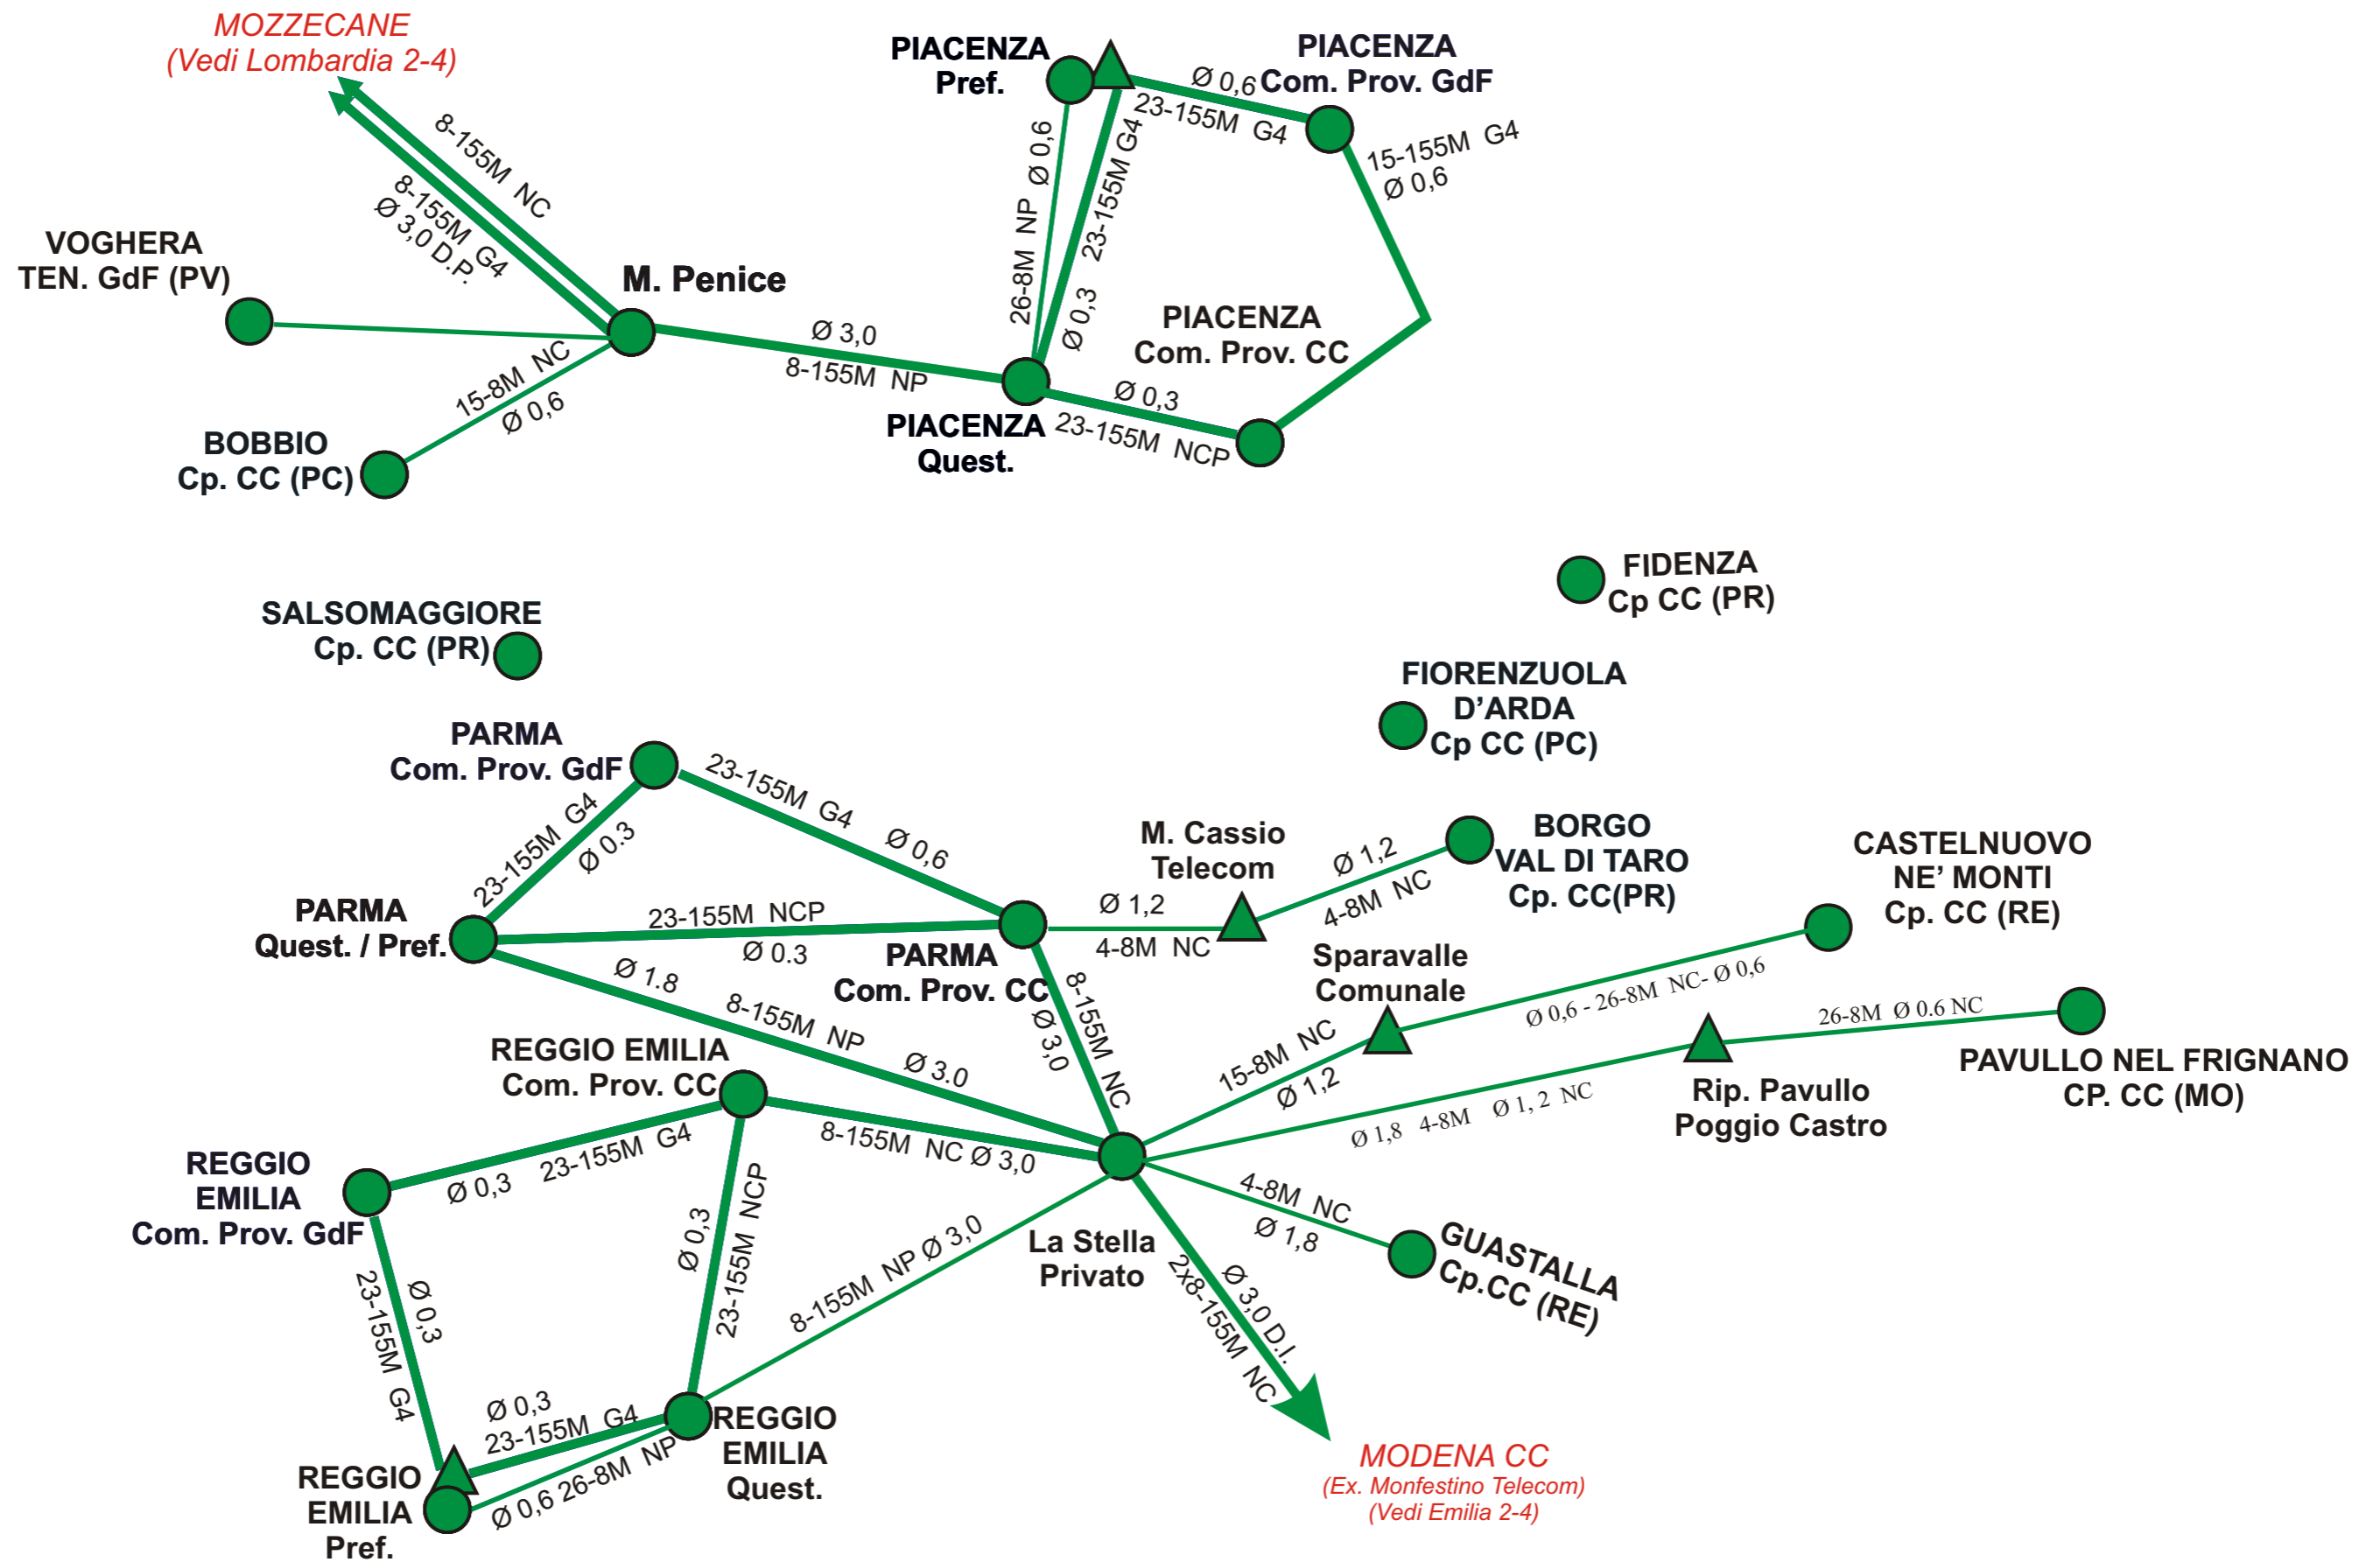 MOZZECANE
(Vedi Lombardia 2-4)
8-155M NC
8-155M G4
Ø 3,0 D.P.
VOGHERA
TEN. GdF (PV)
M. Penice
15-8M NC
Ø 0,6
BOBBIO
Cp. CC (PC)
Ø 3,0
8-155M NP
PIACENZA
Pref.
Ø 0,6
23-155M G4
PIACENZA
Com. Prov. GdF
15-155M G4
Ø 0,6
26-8M NP Ø 0,6
Ø 0,3 23-155M G4
PIACENZA
Com. Prov. CC
Ø 0,3
23-155M NCP
PIACENZA
Quest.
FIDENZA
Cp CC (PR)
SALSOMAGGIORE
Cp. CC (PR)
FIORENZUOLA
D’ARDA
Cp CC (PC)
PARMA
Com. Prov. GdF
23-155M G4 Ø 0,6
23-155M G4
Ø 0.3
M. Cassio
Telecom
Ø 1,2
4-8M NC
BORGO
VAL DI TARO
Cp. CC(PR)
CASTELNUOVO
NE’ MONTI
Cp. CC (RE)
PARMA
Quest. / Pref.
23-155M NCP
Ø 0.3
Ø 1,2
4-8M NC
PARMA
Com. Prov. CC
Sparavalle
Comunale
Ø 0,6 - 26-8M NC- Ø 0,6
Ø 1.8 8-155M NP Ø 3.0
8-155M NC
Ø 3,0
15-8M NC
Ø 1,2
26-8M Ø 0.6 NC
PAVULLO NEL FRIGNANO
CP. CC (MO)
Rip. Pavullo
Poggio Castro
Ø 1,8 4-8M Ø 1, 2 NC
REGGIO EMILIA
Com. Prov. CC
8-155M NC Ø 3,0
Ø 0,3 23-155M G4
REGGIO
EMILIA
Com. Prov. GdF
Ø 0,3
23-155M NCP
8-155M NP Ø 3,0
La Stella
Privato
4-8M NC
Ø 1,8
GUASTALLA
Cp.CC (RE)
Ø 3,0 D.I.
2x8-155M NC
Ø 0,3
23-155M G4
Ø 0,3
23-155M G4
Ø 0,6 26-8M NP
REGGIO
EMILIA
Quest.
REGGIO
EMILIA
Pref.
MODENA CC
(Ex. Monfestino Telecom)
(Vedi Emilia 2-4)